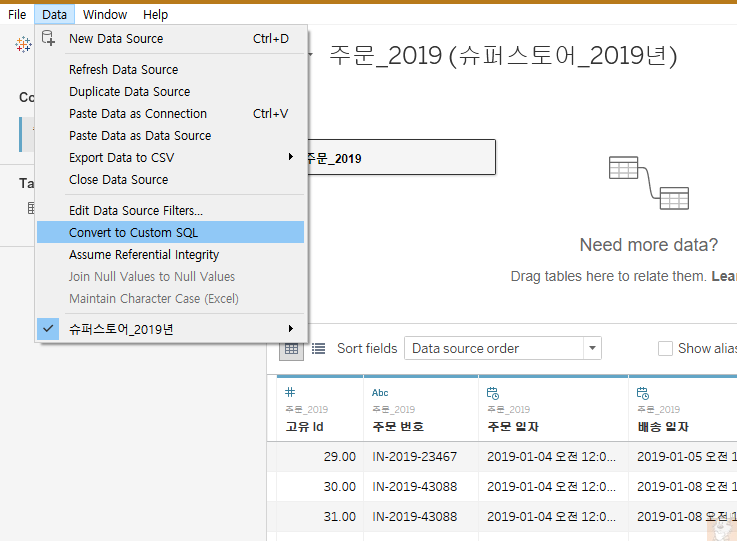 File Data Window Help
New Data Source Ctrl+D
Refresh Data Source
Duplicate Data Source
Paste Data as Connection Ctrl+V
Paste Data as Data Source
Export Data to CSV
Close Data Source
Edit Data Source Filters...
Convert to Custom SQL
Assume Referential Integrity
Join Null Values to Null Values
Maintain Character Case (Excel)
슈퍼스토어_2019년
Co
Ta
주문_2019 (슈퍼스토어_2019년)
주문_2019
Need more data?
Drag tables here to relate them. Lear
Sort fields Data source order Show alias
# Abc
주문_2019 주문_2019 주문_2019 주문_2019
고유 Id 주문 번호 주문 일자 배송 일자
29.00 IN-2019-23467 2019-01-04 오전 12:0... 2019-01-05 오전 1
30.00 IN-2019-43088 2019-01-04 오전 12:0... 2019-01-08 오전 1
31.00 IN-2019-43088 2019-01-04 오전 12:0... 2019-01-08 오전 1